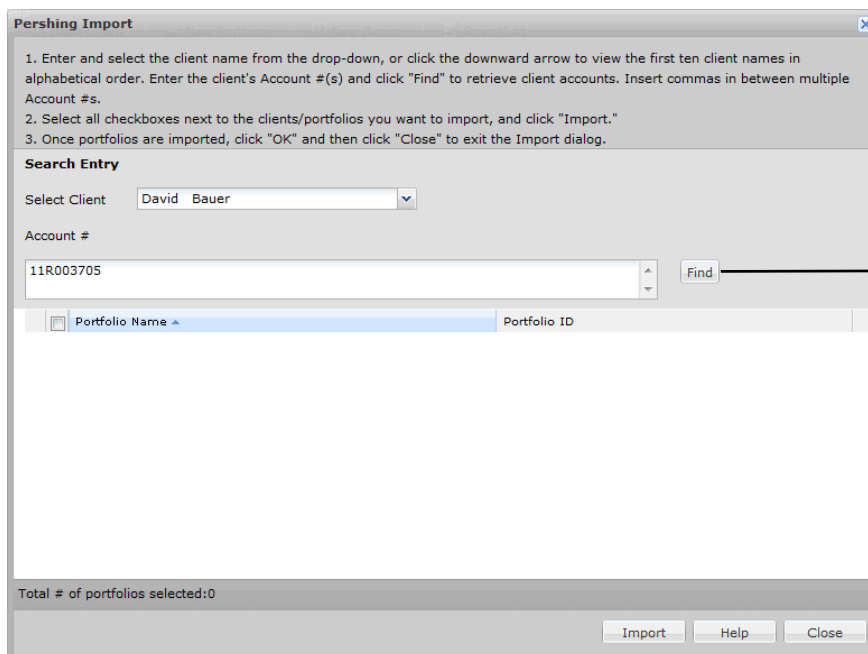 Pershing Import
1. Enter and select the client name from the drop-down, or click the downward arrow to view the first ten client names in
alphabetical order. Enter the client's Account #(s) and click "Find" to retrieve client accounts. Insert commas in between multiple
Account #s.
2. Select all checkboxes next to the clients/portfolios you want to import, and click "Import."
3. Once portfolios are imported, click "OK" and then click "Close" to exit the Import dialog.
Search Entry
Select Client David Bauer
Account #
11R003705 Find
Portfolio Name Portfolio ID
Total # of portfolios selected:0
Import Help Close